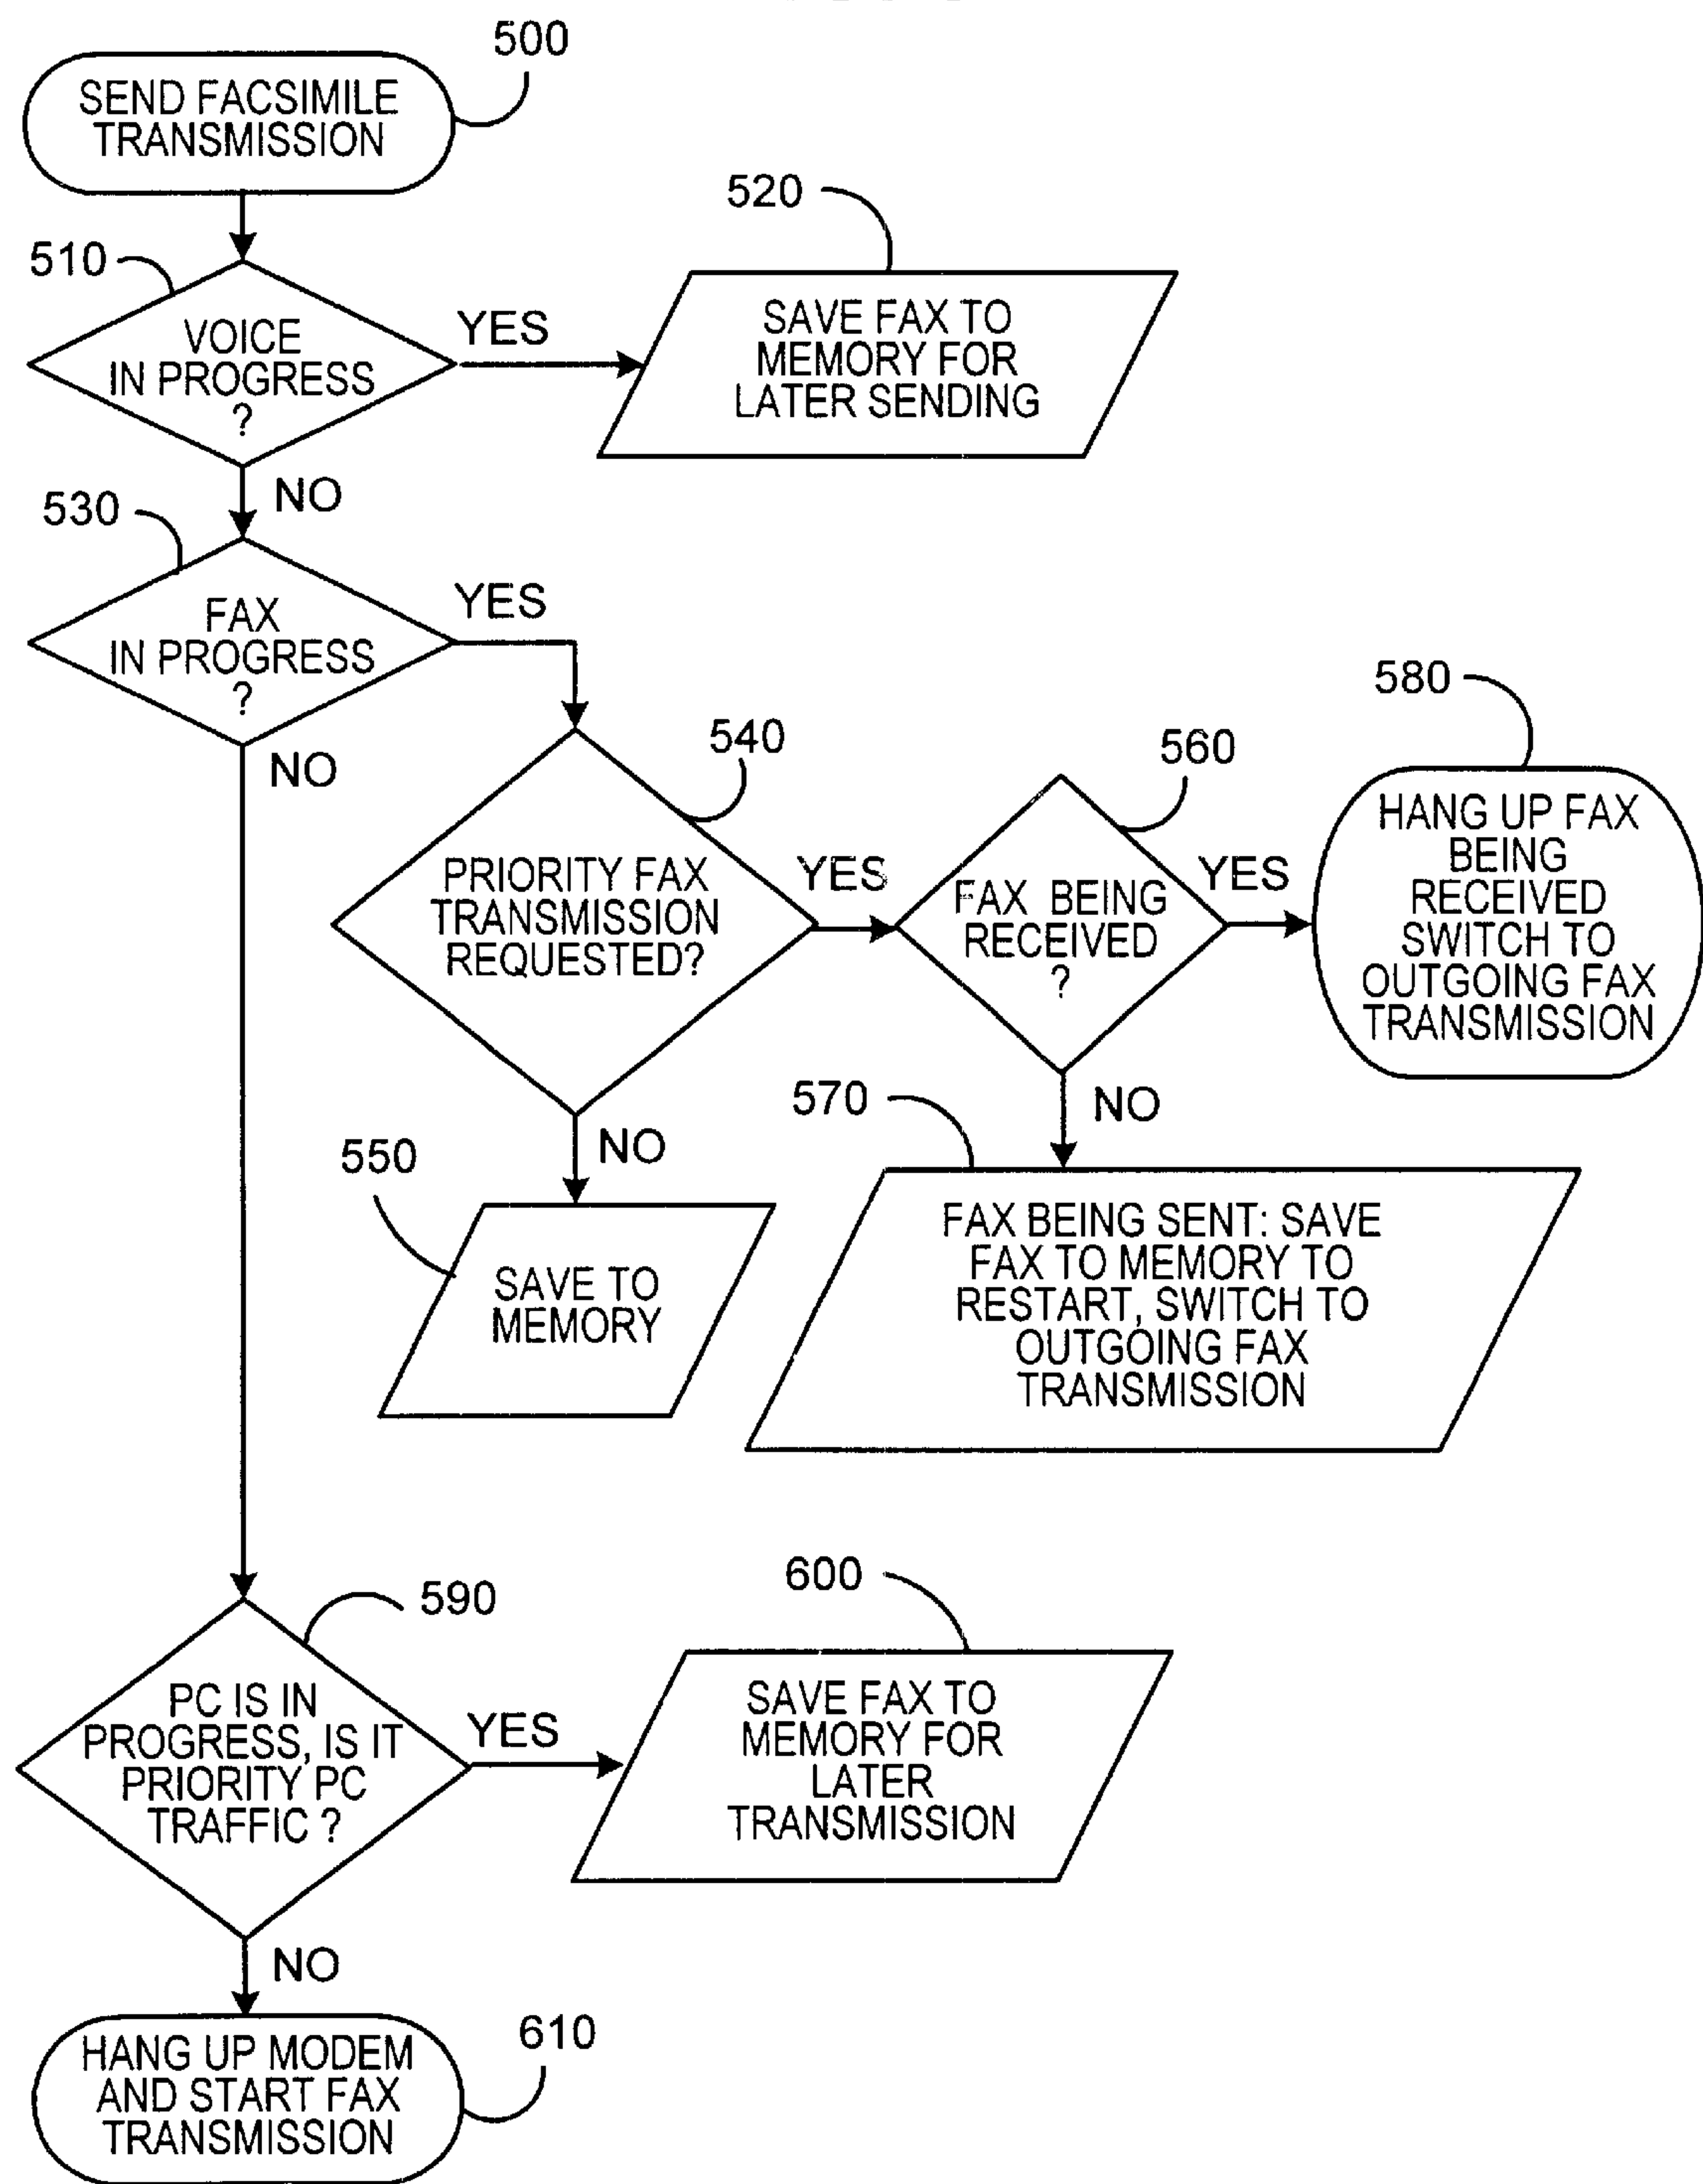 500
SEND FACSIMILE
TRANSMISSION
510
VOICE
IN PROGRESS
?
YES
520
SAVE FAX TO
MEMORY FOR
LATER SENDING
NO
530
FAX
IN PROGRESS
?
YES
NO
540
PRIORITY FAX
TRANSMISSION
REQUESTED?
YES
560
FAX BEING
RECEIVED
?
YES
580
HANG UP FAX
BEING
RECEIVED
SWITCH TO
OUTGOING FAX
TRANSMISSION
NO
550
SAVE TO
MEMORY
NO
570
FAX BEING SENT: SAVE
FAX TO MEMORY TO
RESTART, SWITCH TO
OUTGOING FAX
TRANSMISSION
590
PC IS IN
PROGRESS, IS IT
PRIORITY PC
TRAFFIC ?
YES
600
SAVE FAX TO
MEMORY FOR
LATER
TRANSMISSION
NO
610
HANG UP MODEM
AND START FAX
TRANSMISSION